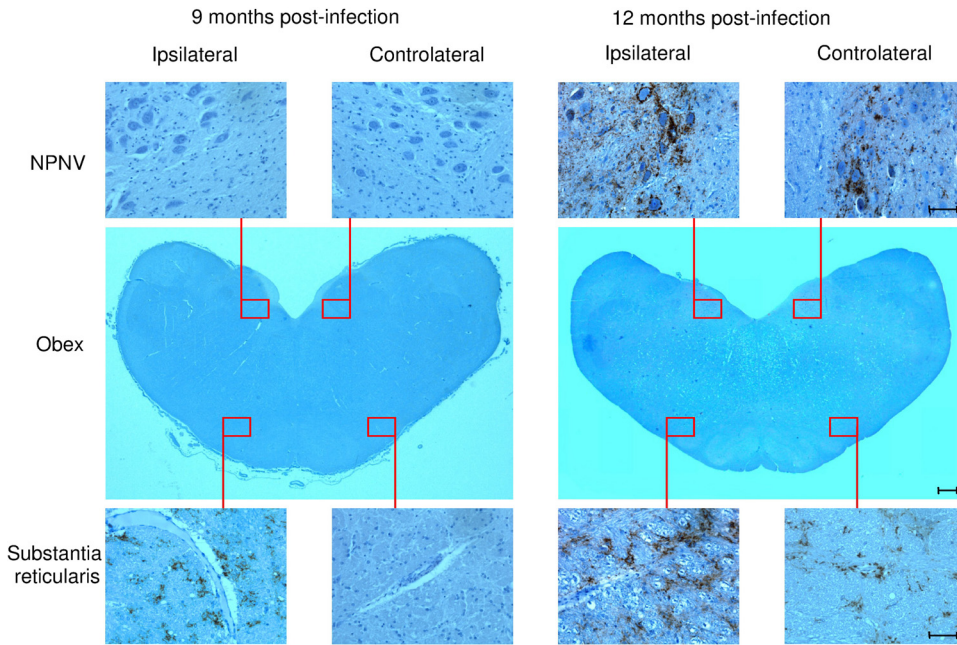 9 months post-infection
12 months post-infection
Ipsilateral
Controlateral
Ipsilateral
Controlateral
NPNV
Obex
Substantia
reticularis